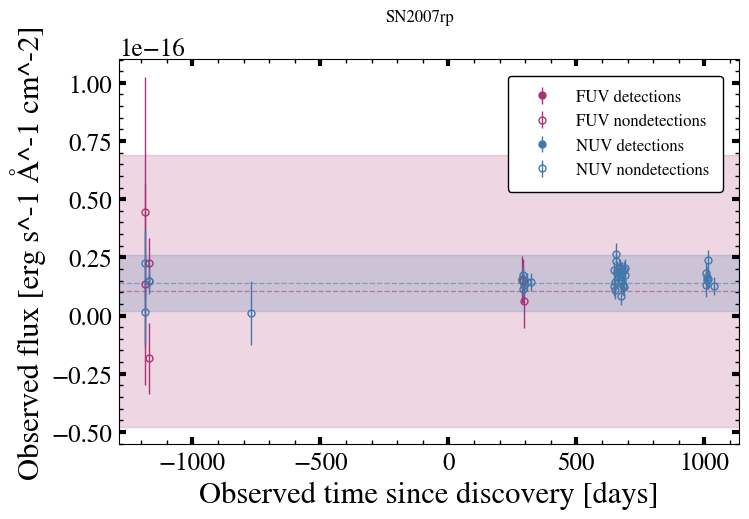 SN2007rp
1e−16
1.00
0.75
0.50
0.25
0.00
−0.25
−0.50
Observed flux [erg s^-1 Å^-1 cm^-2]
FUV detections
FUV nondetections
NUV detections
NUV nondetections
−1000 −500 0 500 1000
Observed time since discovery [days]